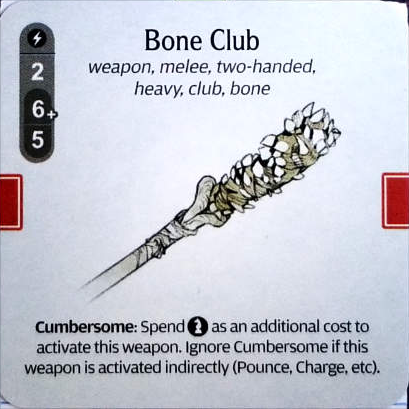 Bone Club
weapon, melee, two-handed,
heavy, club, bone
2
6+
5
Cumbersome: Spend as an additional cost to
activate this weapon. Ignore Cumbersome if this
weapon is activated indirectly (Pounce, Charge, etc).